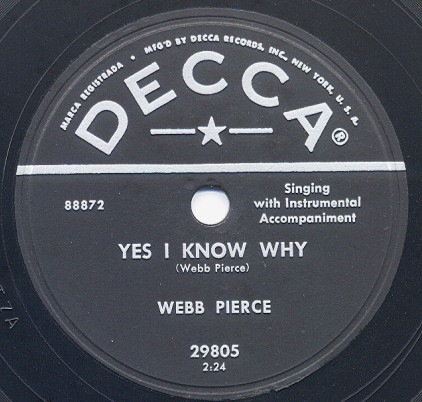 MARCA REGISTRADA • MFG'D BY DECCA RECORDS, INC., NEW YORK, U. S. A.
DECCA®
88872
Singing
with Instrumental
Accompaniment
YES I KNOW WHY
(Webb Pierce)
WEBB PIERCE
29805
2:24